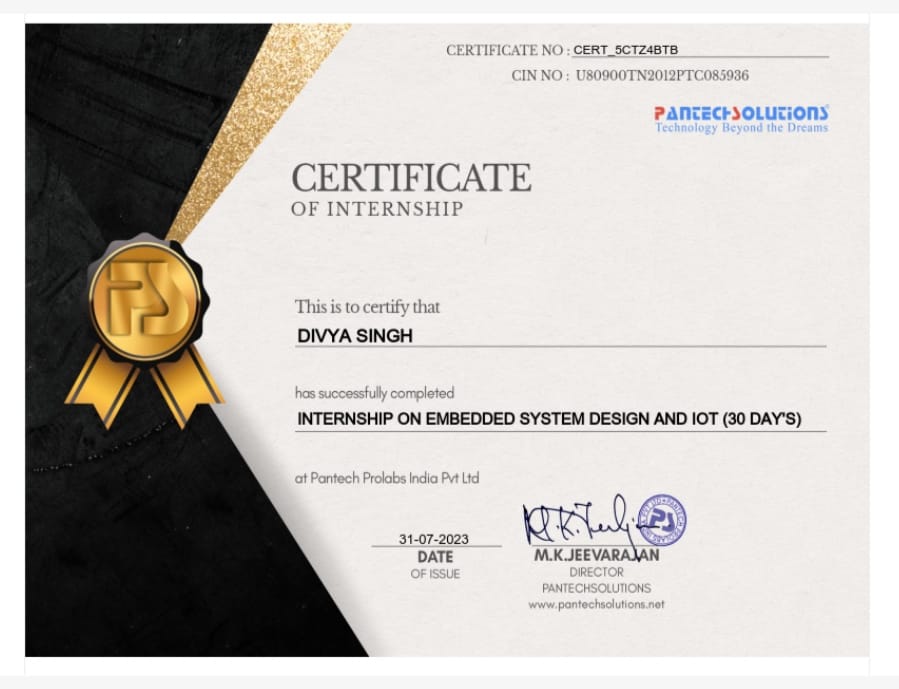 CERTIFICATE NO : CERT_5CTZ4BTB
CIN NO : U80900TN2012PTC085936
PANTECHSOLUTIONS
Technology Beyond the Dreams
CERTIFICATE
OF INTERNSHIP
PS
This is to certify that
DIVYA SINGH
has successfully completed
INTERNSHIP ON EMBEDDED SYSTEM DESIGN AND IOT (30 DAY'S)
at Pantech Prolabs India Pvt Ltd
31-07-2023
DATE
OF ISSUE
PS
M.K.JEEVARAJAN
DIRECTOR
PANTECHSOLUTIONS
www.pantechsolutions.net